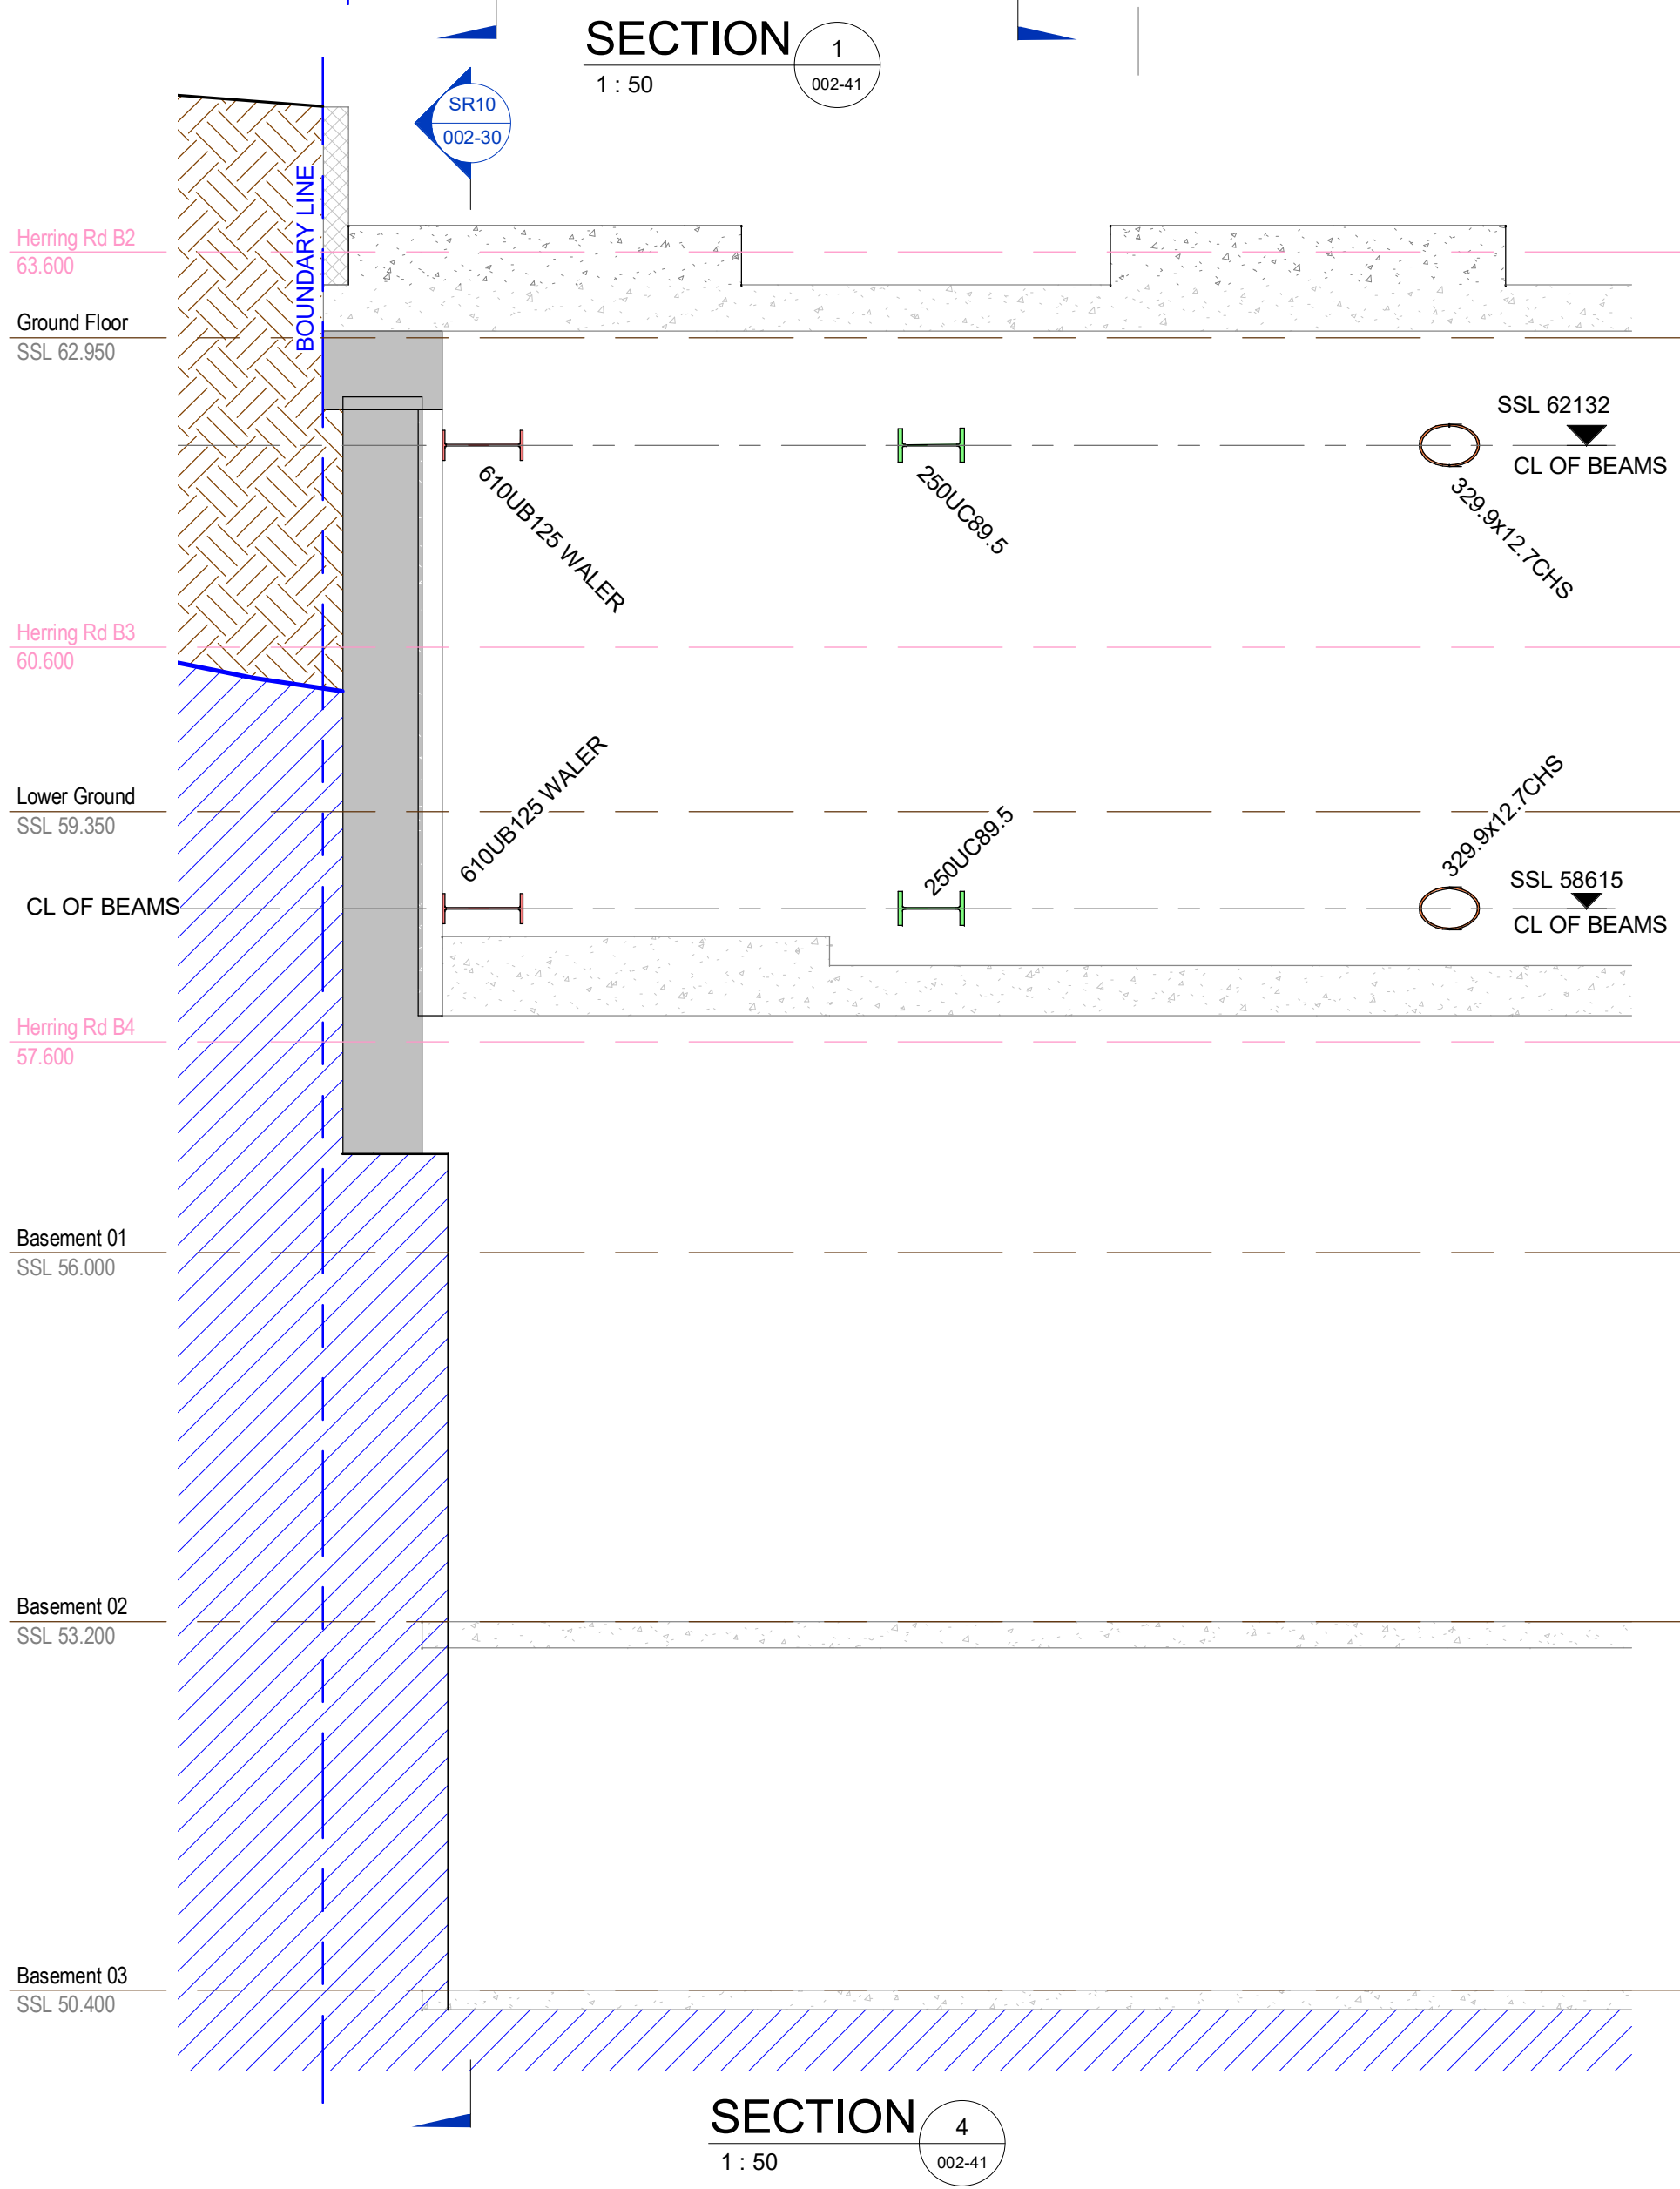 SECTION
1
1 : 50
002-41
SR10
002-30
BOUNDARY LINE
Herring Rd B2
63.600
Ground Floor
SSL 62.950
SSL 62132
CL OF BEAMS
610UB125 WALER
250UC89.5
329.9x12.7CHS
Herring Rd B3
60.600
Lower Ground
SSL 59.350
610UB125 WALER
250UC89.5
329.9x12.7CHS
SSL 58615
CL OF BEAMS
CL OF BEAMS
Herring Rd B4
57.600
Basement 01
SSL 56.000
Basement 02
SSL 53.200
Basement 03
SSL 50.400
SECTION
4
1 : 50
002-41